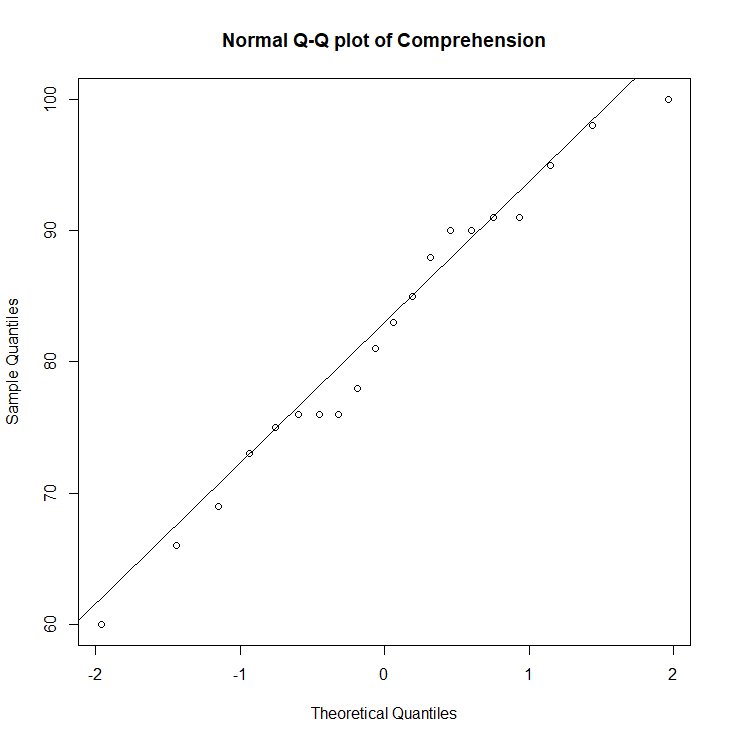 Normal Q-Q plot of Comprehension
100
90
80
70
60
Sample Quantiles
-2 -1 0 1 2
Theoretical Quantiles